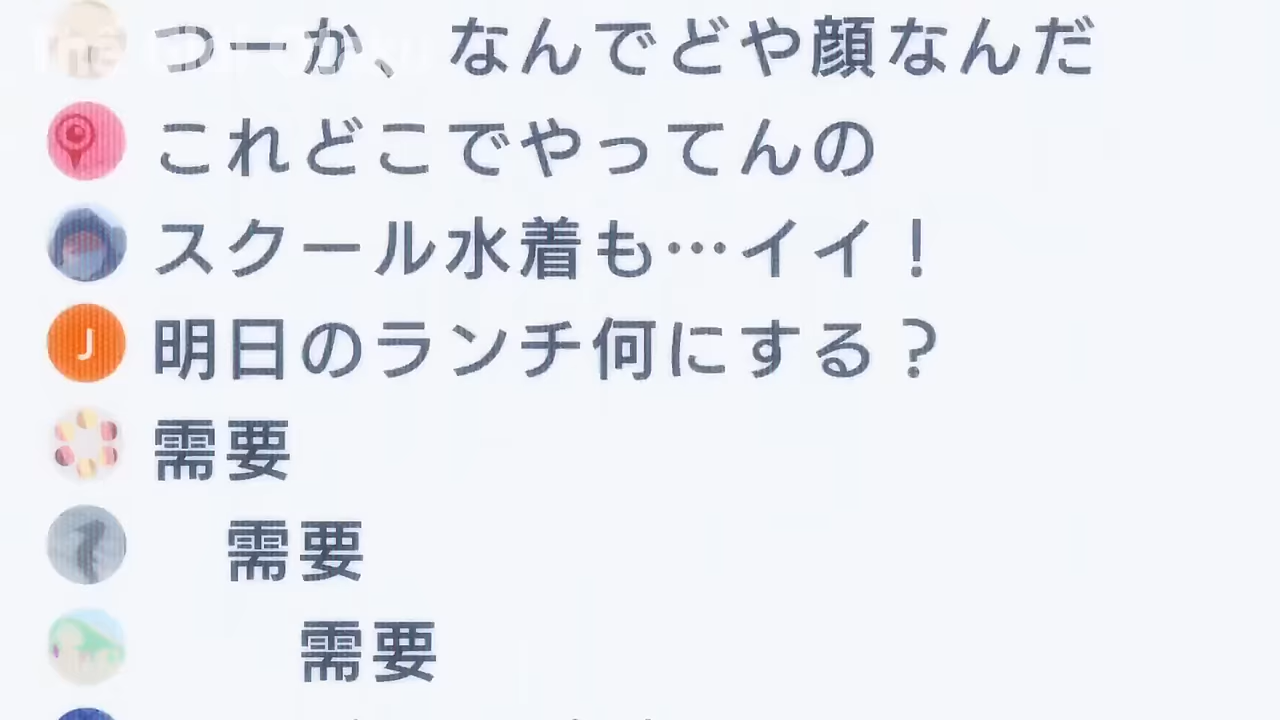 つーか、なんでどや顔なんだ
これどこでやってんの
スクール水着も…イイ！
J
明日のランチ何にする？
需要
需要
需要